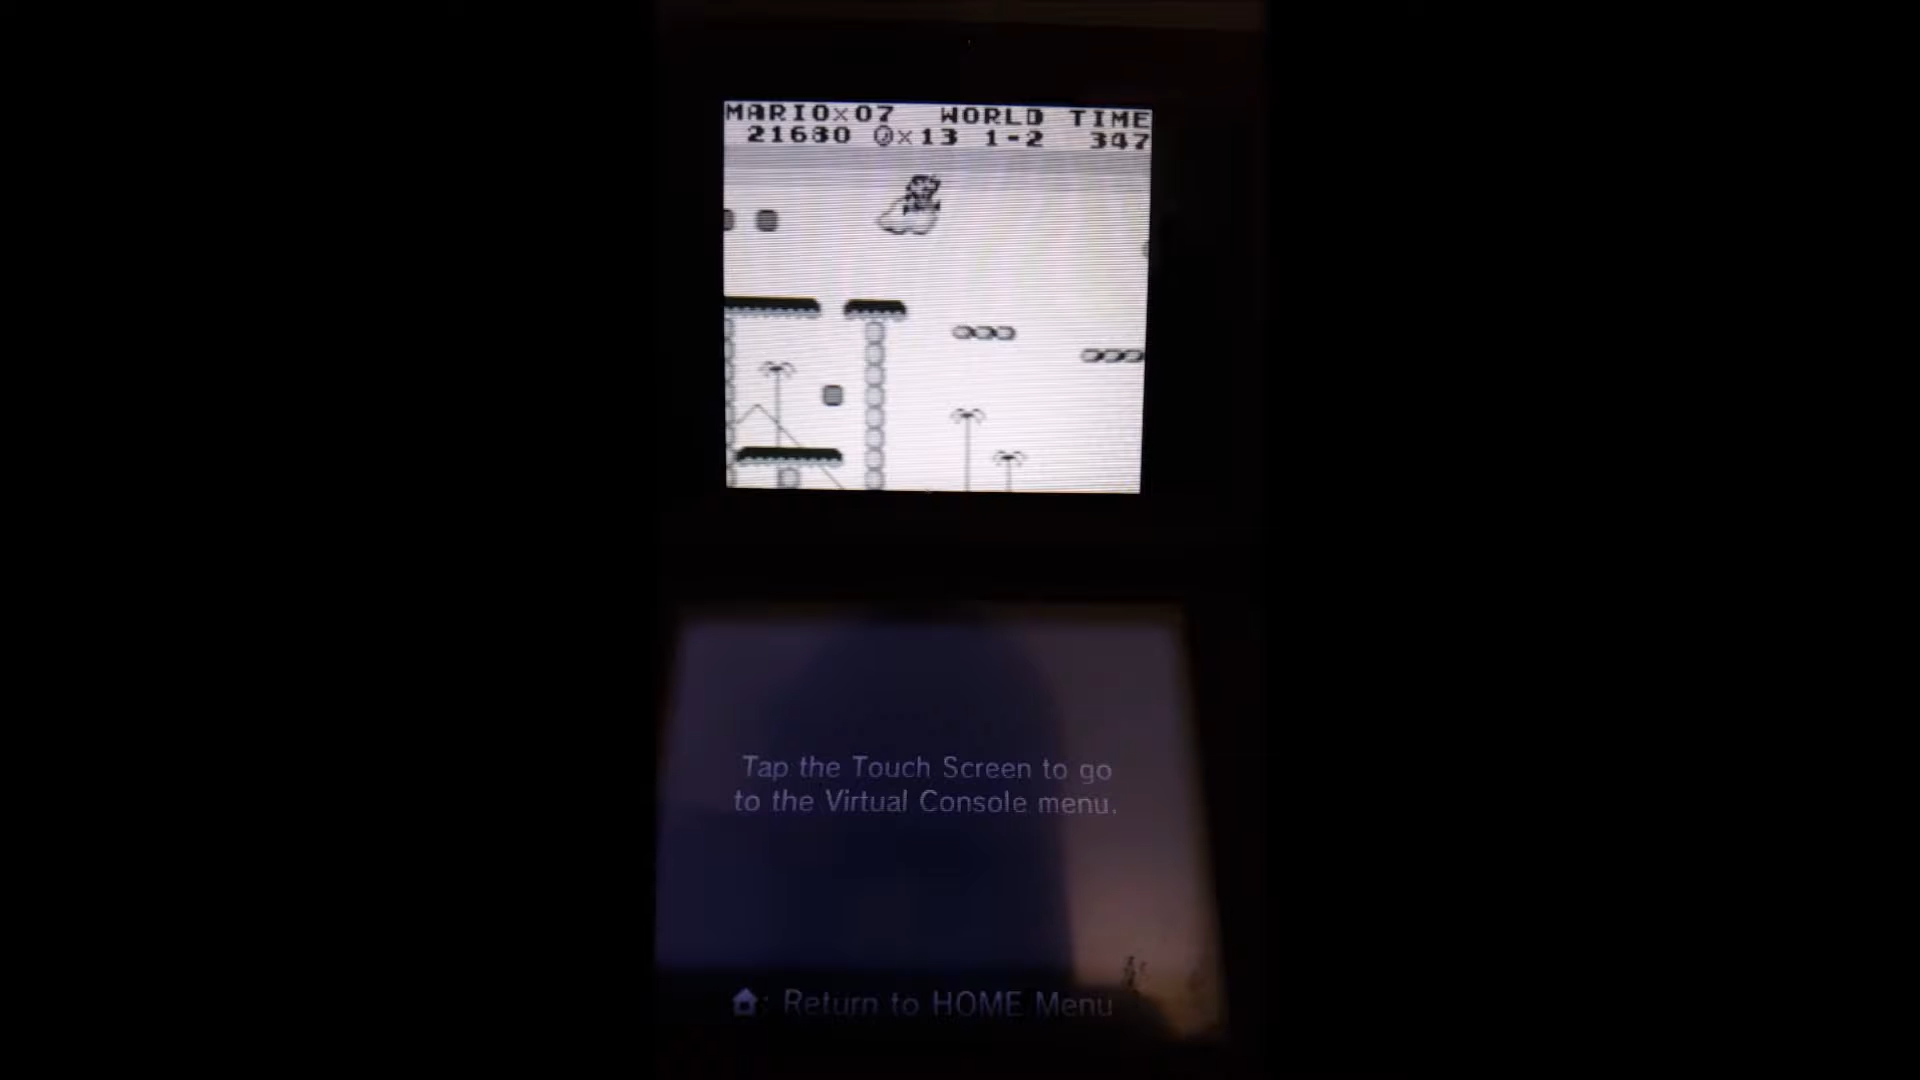 MARIO×07 WORLD TIME
21680 ×13 1-2 347
Tap the Touch Screen to go
to the Virtual Console menu.
: Return to HOME Menu